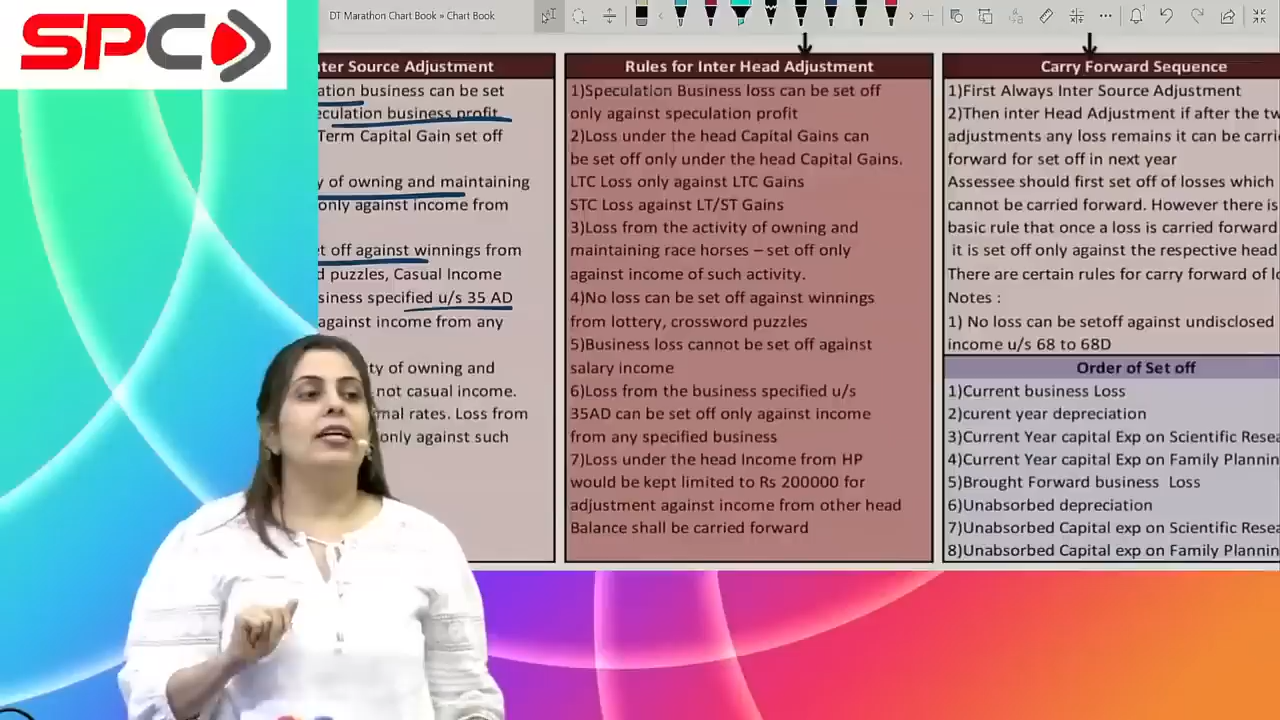 SPC
DT Marathon Chart Book » Chart Book
nter Source Adjustment
ation business can be set
eculation business profit
Term Capital Gain set off
y of owning and maintaining
only against income from
et off against winnings from
d puzzles, Casual Income
siness specified u/s 35 AD
against income from any
ty of owning and
not casual income.
mal rates. Loss from
only against such
Rules for Inter Head Adjustment
1)Speculation Business loss can be set off
only against speculation profit
2)Loss under the head Capital Gains can
be set off only under the head Capital Gains.
LTC Loss only against LTC Gains
STC Loss against LT/ST Gains
3)Loss from the activity of owning and
maintaining race horses – set off only
against income of such activity.
4)No loss can be set off against winnings
from lottery, crossword puzzles
5)Business loss cannot be set off against
salary income
6)Loss from the business specified u/s
35AD can be set off only against income
from any specified business
7)Loss under the head Income from HP
would be kept limited to Rs 200000 for
adjustment against income from other head
Balance shall be carried forward
Carry Forward Sequence
1)First Always Inter Source Adjustment
2)Then inter Head Adjustment if after the tw
adjustments any loss remains it can be carri
forward for set off in next year
Assessee should first set off of losses which
cannot be carried forward. However there is
basic rule that once a loss is carried forward
it is set off only against the respective head
There are certain rules for carry forward of lo
Notes :
1) No loss can be setoff against undisclosed
income u/s 68 to 68D
Order of Set off
1)Current business Loss
2)curent year depreciation
3)Current Year capital Exp on Scientific Resea
4)Current Year capital Exp on Family Plannin
5)Brought Forward business Loss
6)Unabsorbed depreciation
7)Unabsorbed Capital exp on Scientific Resea
8)Unabsorbed Capital exp on Family Plannin